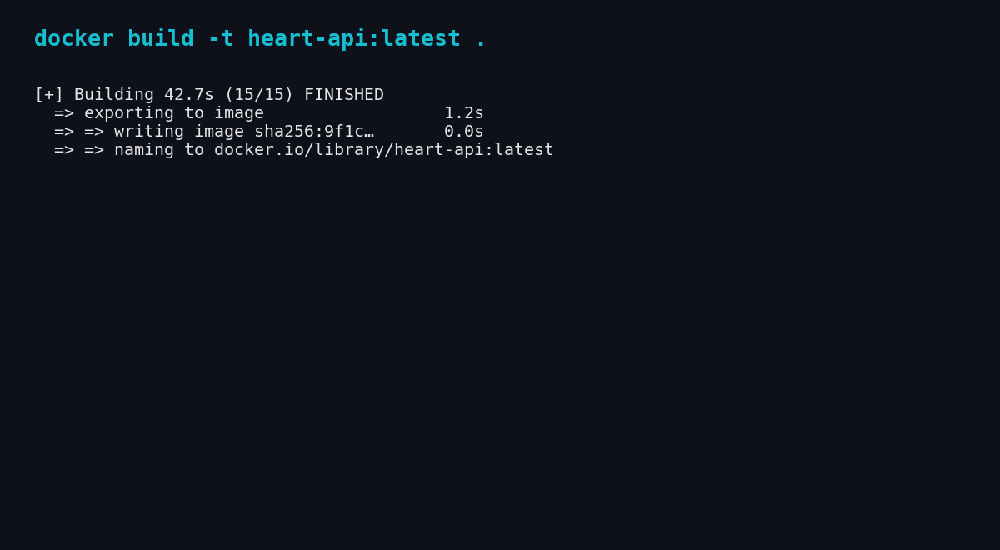 docker build -t heart-api:latest .
[+] Building 42.7s (15/15) FINISHED
  => exporting to image                  1.2s
  => => writing image sha256:9f1c…       0.0s
  => => naming to docker.io/library/heart-api:latest